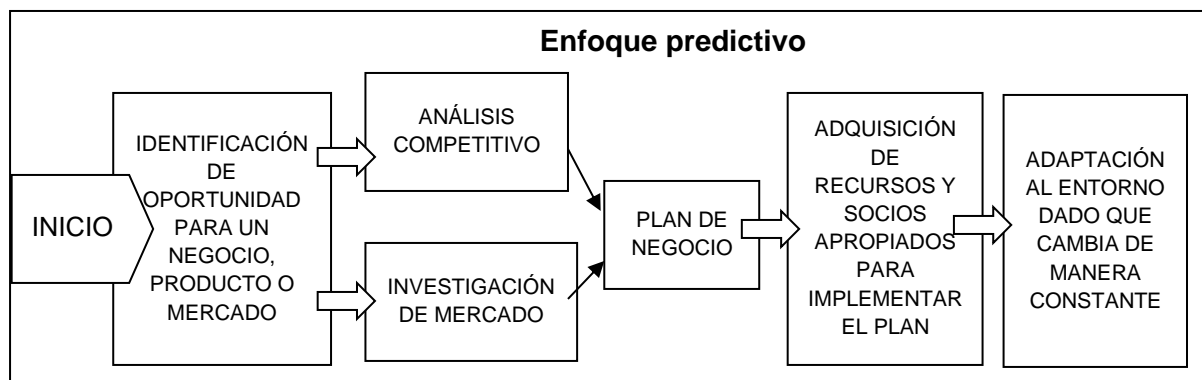 Enfoque predictivo
INICIO
IDENTIFICACIÓN
DE
OPORTUNIDAD
PARA UN
NEGOCIO,
PRODUCTO O
MERCADO
ANÁLISIS
COMPETITIVO
INVESTIGACIÓN
DE MERCADO
PLAN DE
NEGOCIO
ADQUISICIÓN
DE
RECURSOS Y
SOCIOS
APROPIADOS
PARA
IMPLEMENTAR
EL PLAN
ADAPTACIÓN
AL ENTORNO
DADO QUE
CAMBIA DE
MANERA
CONSTANTE